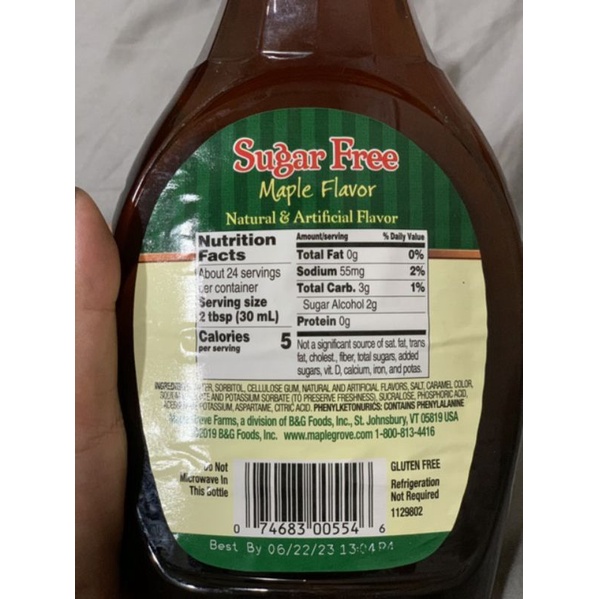 Sugar Free
Maple Flavor
Natural & Artificial Flavor
Nutrition
Facts
About 24 servings
per container
Serving size
2 tbsp (30 mL)
Calories 5
per serving
Amount/serving % Daily Value
Total Fat 0g 0%
Sodium 55mg 2%
Total Carb. 3g 1%
Sugar Alcohol 2g
Protein 0g
Not a significant source of sat. fat, trans
fat, cholest., fiber, total sugars, added
sugars, vit. D, calcium, iron, and potas.
SORBITOL, CELLULOSE GUM, NATURAL AND ARTIFICIAL FLAVORS, SALT, CARAMEL COLOR,
AND POTASSIUM SORBATE (TO PRESERVE FRESHNESS), SUCRALOSE, PHOSPHORIC ACID,
POTASSIUM, ASPARTAME, CITRIC ACID. PHENYLKETONURICS: CONTAINS PHENYLALANINE
Farms, a division of B&G Foods, Inc., St. Johnsbury, VT 05819 USA
2019 B&G Foods, Inc. www.maplegrove.com 1-800-813-4416
Do Not
Microwave In
This Bottle
GLUTEN FREE
Refrigeration
Not Required
1129802
0 74683 00554 6
Best By 06/22/23 13:04